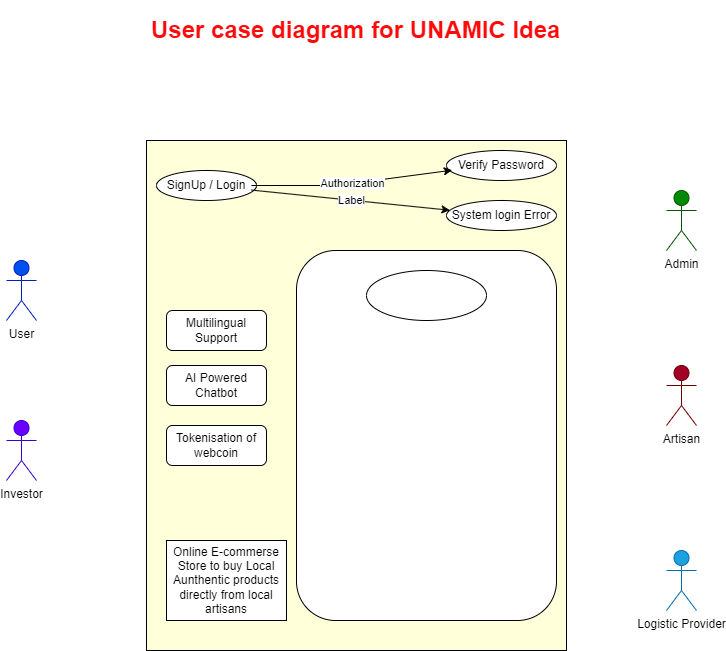 User case diagram for UNAMIC Idea
SignUp / Login
Authorization
Label
Verify Password
System login Error
Admin
User
Multilingual
Support
AI Powered
Chatbot
Artisan
Tokenisation of
webcoin
Investor
Online E-commerse
Store to buy Local
Aunthentic products
directly from local
artisans
Logistic Provider